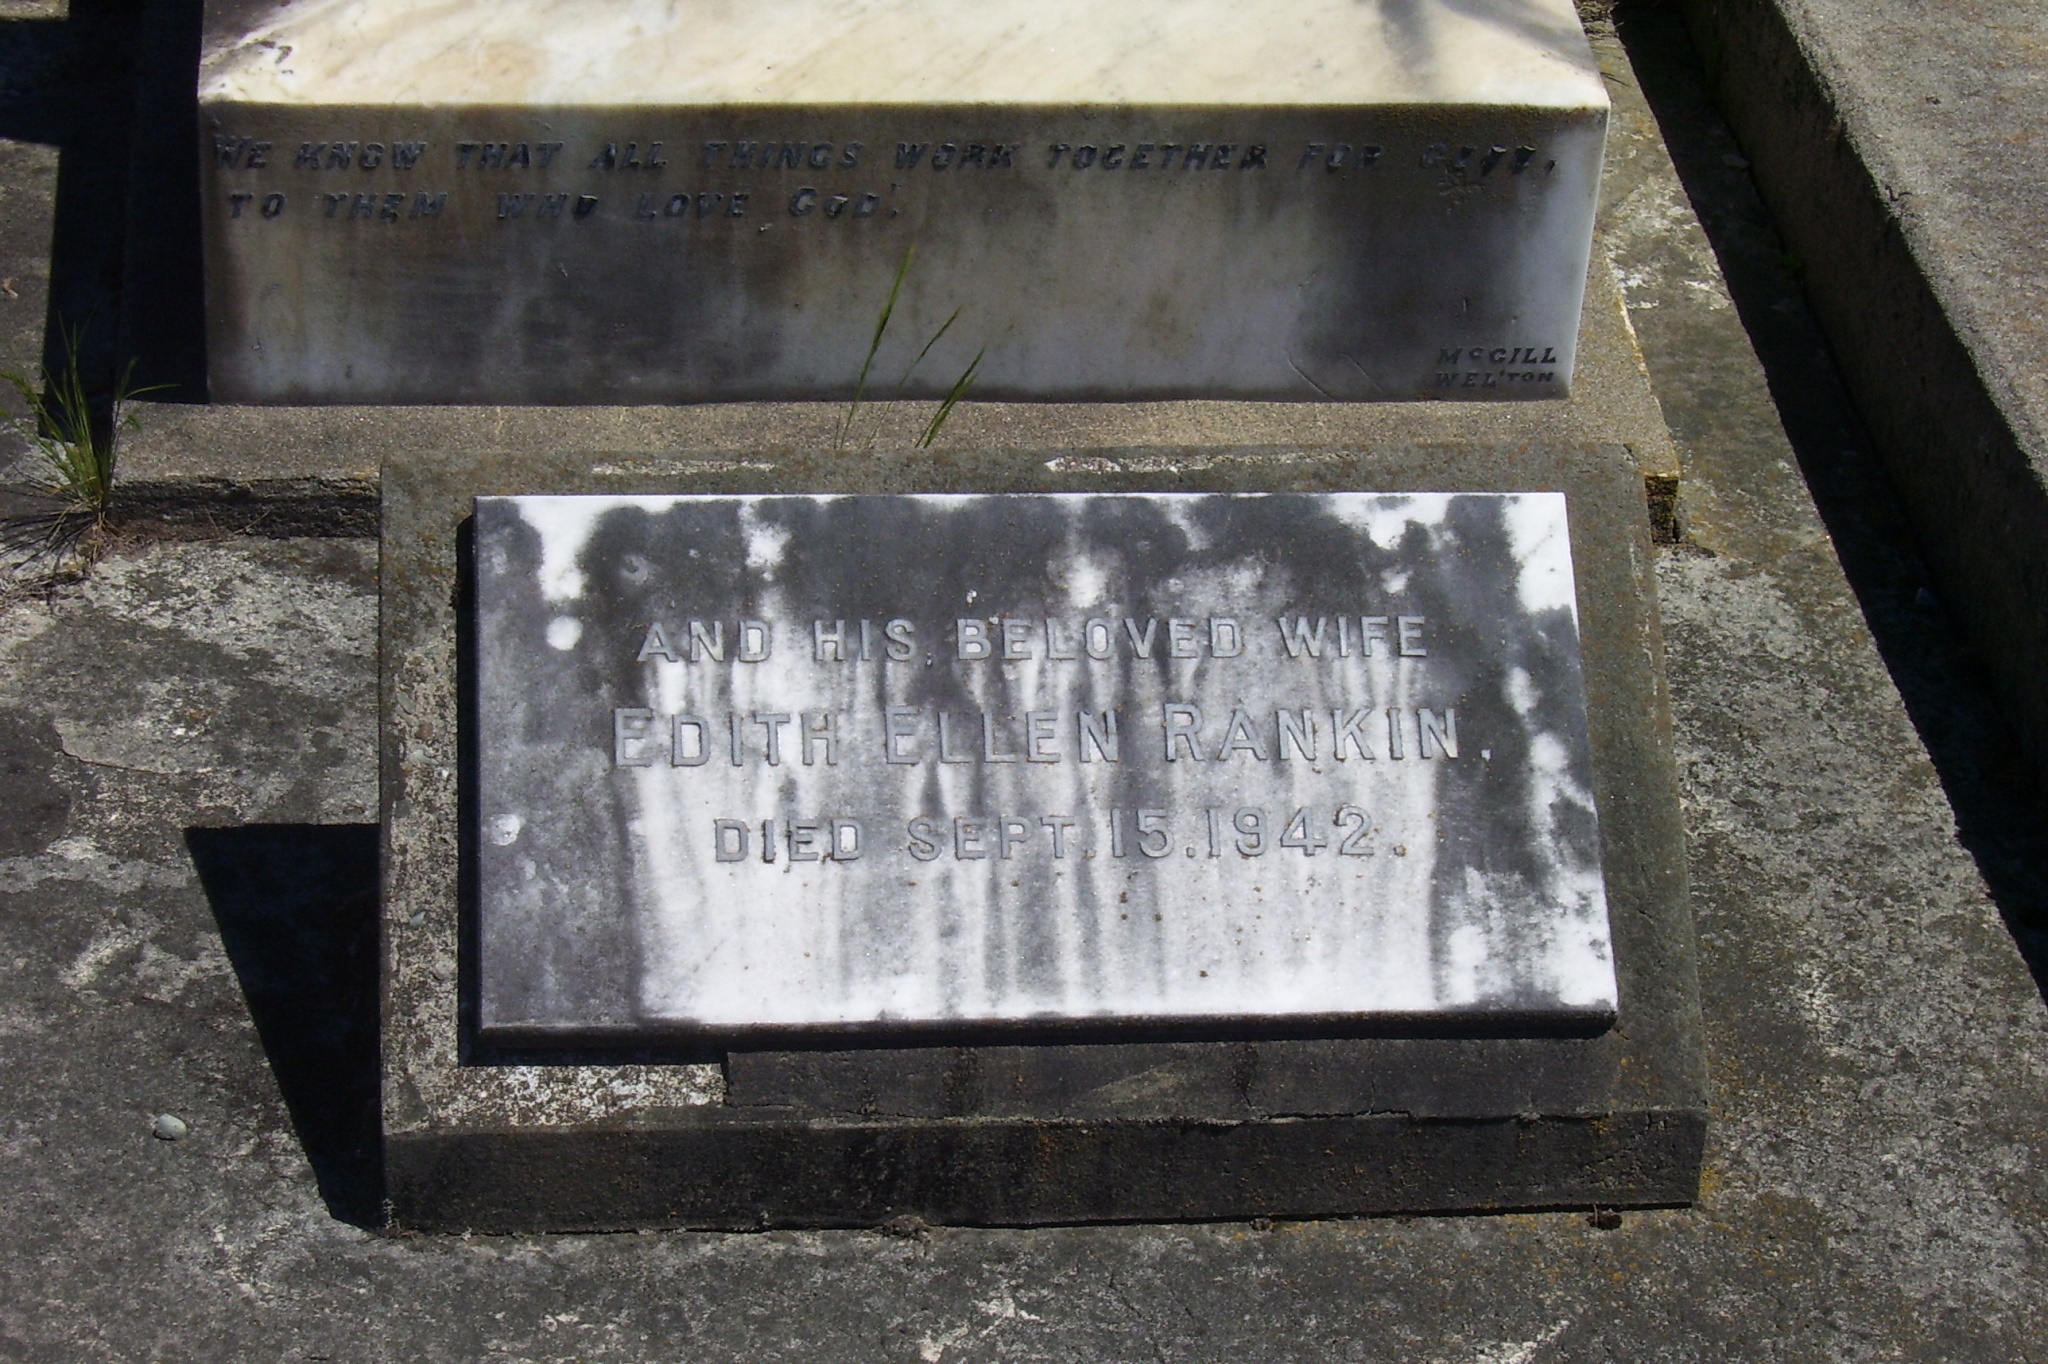 WE KNOW THAT ALL THINGS WORK TOGETHER FOR GOOD,
TO THEM WHO LOVE GOD.'
McGILL
WEL'TON
AND HIS BELOVED WIFE
EDITH ELLEN RANKIN.
DIED SEPT. 15. 1942.